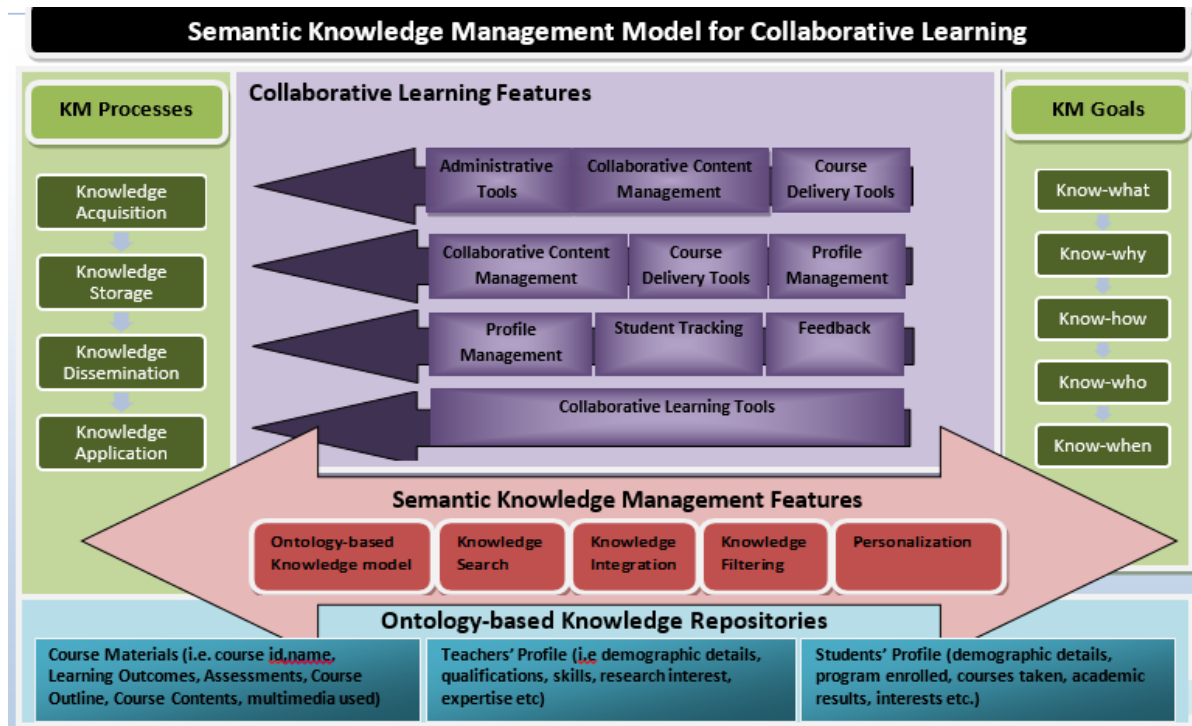 Semantic Knowledge Management Model for Collaborative Learning
KM Processes
Knowledge
Acquisition
Knowledge
Storage
Knowledge
Dissemination
Knowledge
Application
Collaborative Learning Features
Administrative
Tools
Collaborative Content
Management
Course
Delivery Tools
Collaborative Content
Management
Course
Delivery Tools
Profile
Management
Profile
Management
Student Tracking
Feedback
Collaborative Learning Tools
KM Goals
Know-what
Know-why
Know-how
Know-who
Know-when
Semantic Knowledge Management Features
Ontology-based
Knowledge model
Knowledge
Search
Knowledge
Integration
Knowledge
Filtering
Personalization
Ontology-based Knowledge Repositories
Course Materials (i.e. course id,name,
Learning Outcomes, Assessments, Course
Outline, Course Contents, multimedia used)
Teachers' Profile (i.e demographic details,
qualifications, skills, research interest,
expertise etc)
Students' Profile (demographic details,
program enrolled, courses taken, academic
results, interests etc.)